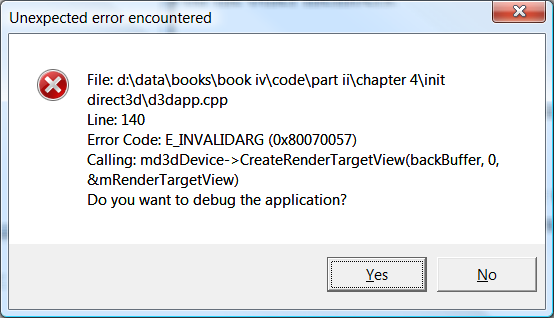 Unexpected error encountered
File: d:\data\books\book iv\code\part ii\chapter 4\init
direct3d\d3dapp.cpp
Line: 140
Error Code: E_INVALIDARG (0x80070057)
Calling: md3dDevice->CreateRenderTargetView(backBuffer, 0,
&mRenderTargetView)
Do you want to debug the application?
Yes
No